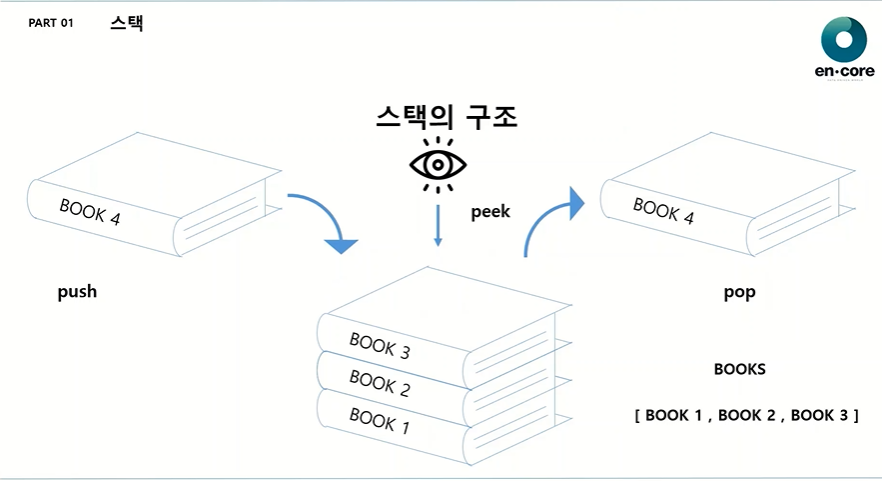 PART 01 스택
en·core
스택의 구조
peek
BOOK 4
BOOK 4
push
pop
BOOK 3
BOOK 2
BOOK 1
BOOKS
[ BOOK 1 , BOOK 2 , BOOK 3 ]